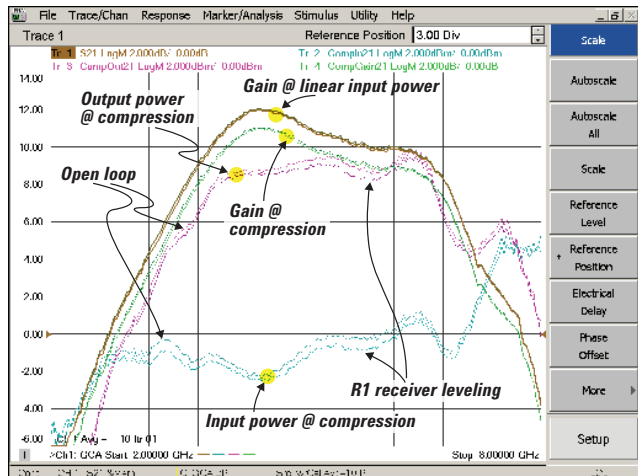 File Trace/Chan Response Marker/Analysis Stimulus Utility Help
Trace 1
Reference Position 3.00 Div
Scale
Tr 1 S21 LogM 2.000dB/ 0.00dB
Tr 2 CompIn21 LogM 2.000dB/ 0.00dBm
Tr 3 CompOut21 LogM 2.000dBm/ 0.00dBm
Tr 4 CompGain21 LogM 2.000dB/ 0.00dB
14.00
12.00
10.00
8.00
6.00
4.00
2.00
0.00
-2.00
-4.00
-6.00
Gain @ linear input power
Output power
@ compression
Open loop
Gain @
compression
R1 receiver leveling
Input power @ compression
Avg =
1
>Ch1: GCA Start 2.00000 GHz
Stop 8.00000 GHz
Autoscale
Autoscale
All
Scale
Reference
Level
Reference
Position
Electrical
Delay
Phase
Offset
More
Setup